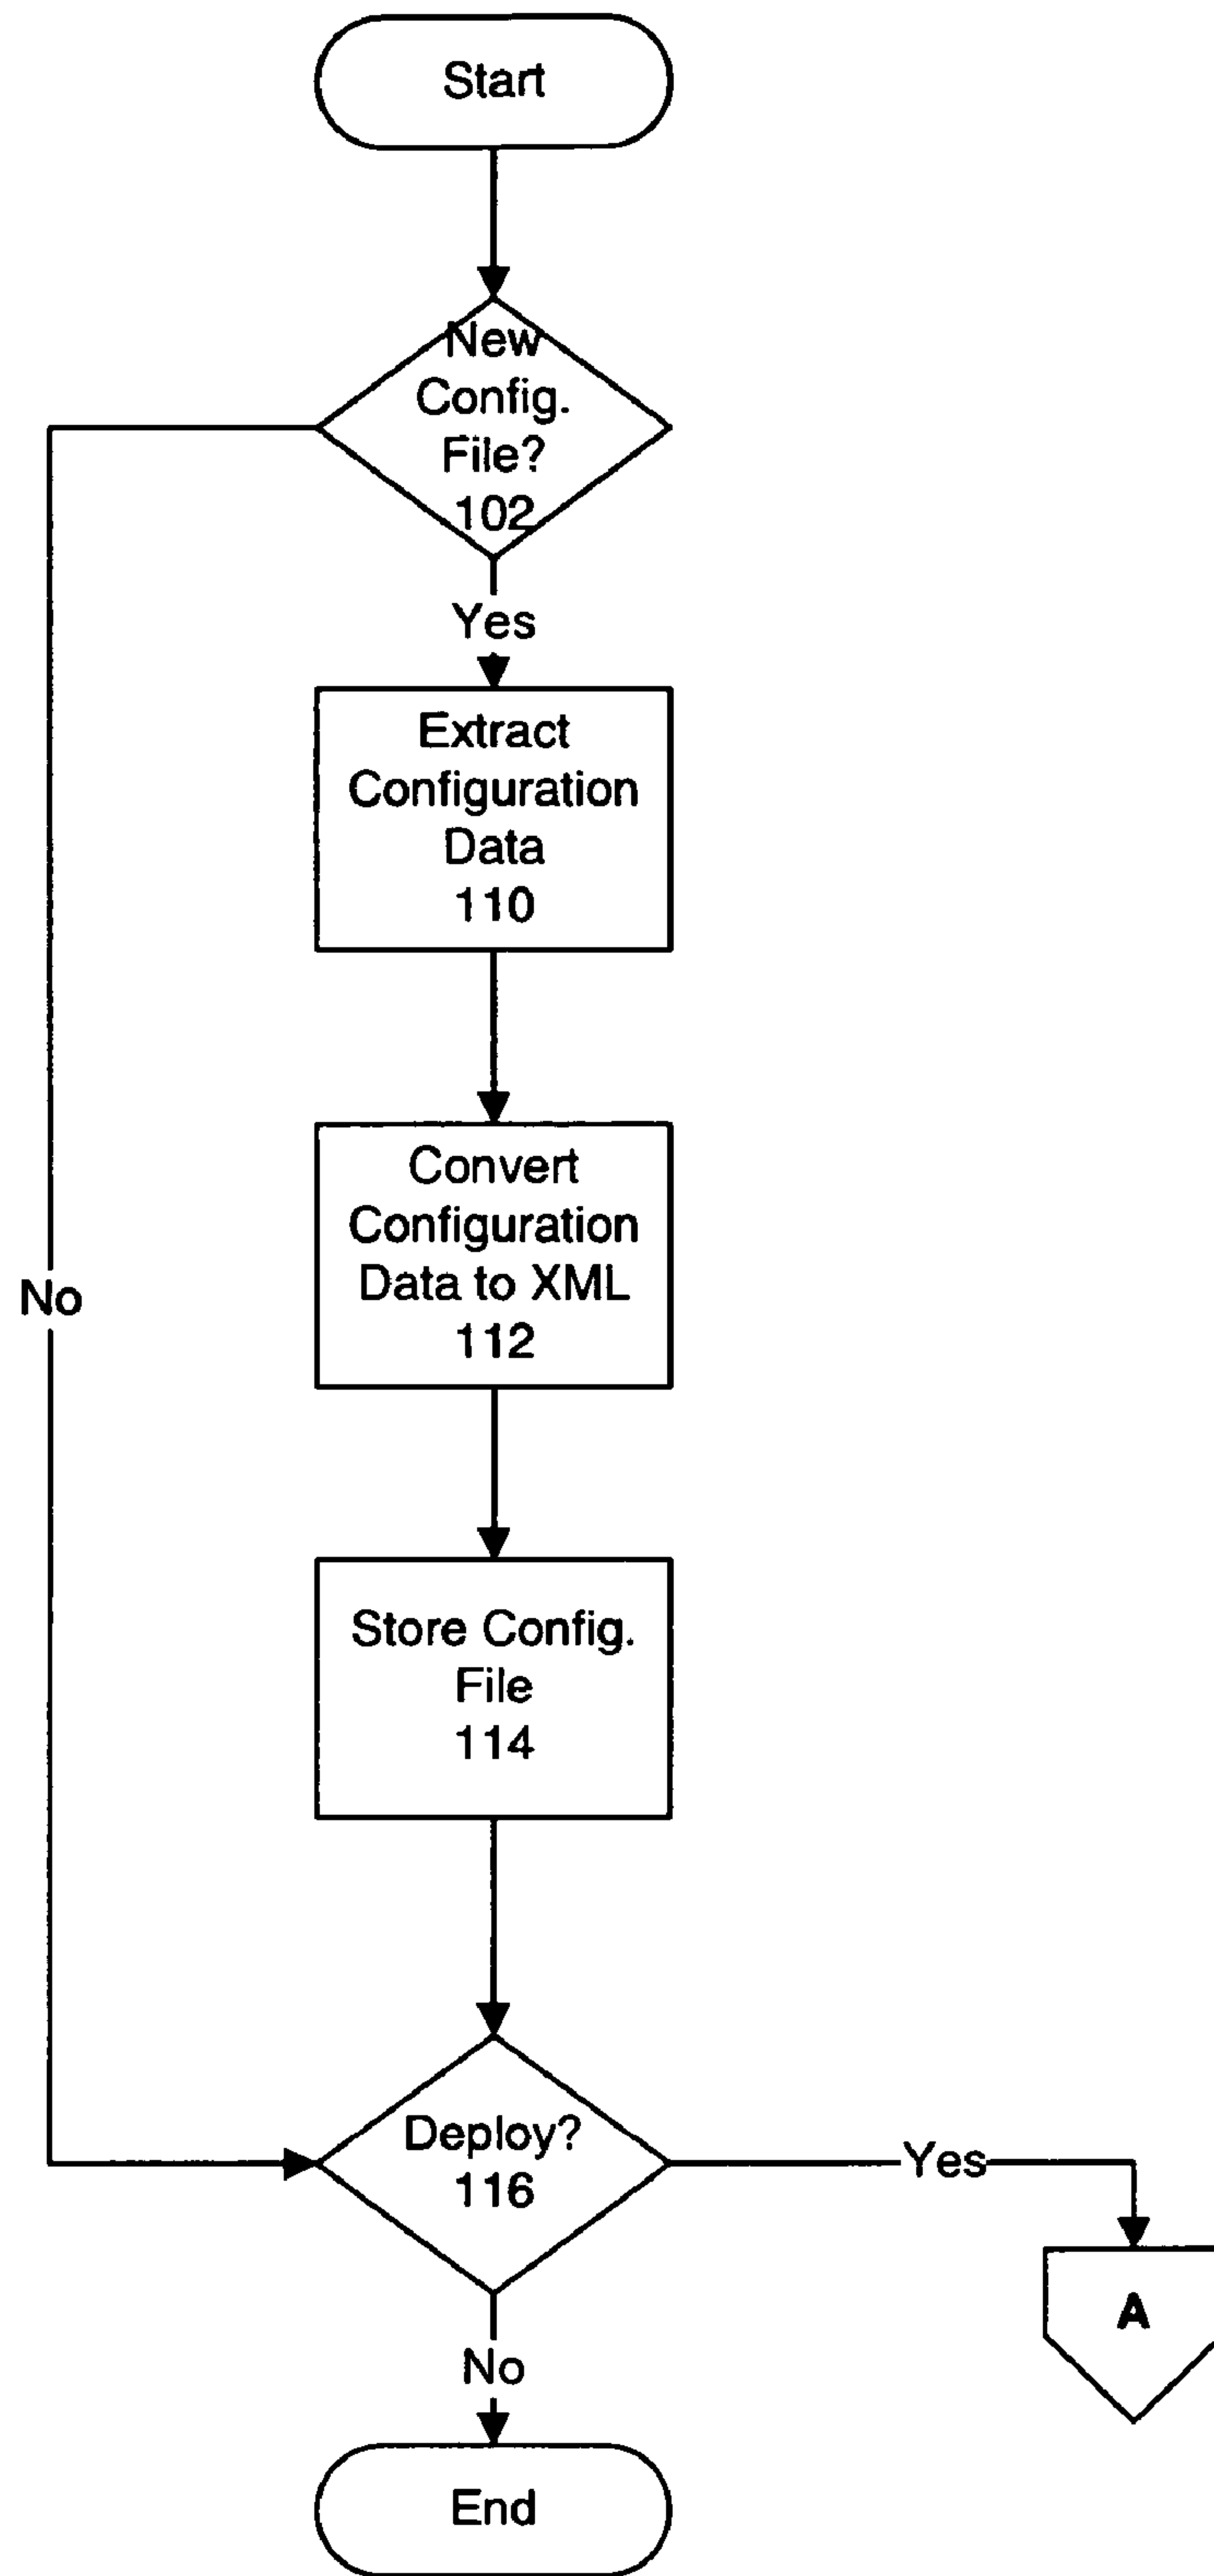 Start
New
Config.
File?
102
Yes
Extract
Configuration
Data
110
Convert
Configuration
Data to XML
112
No
Store Config.
File
114
Deploy?
116
Yes
A
No
End